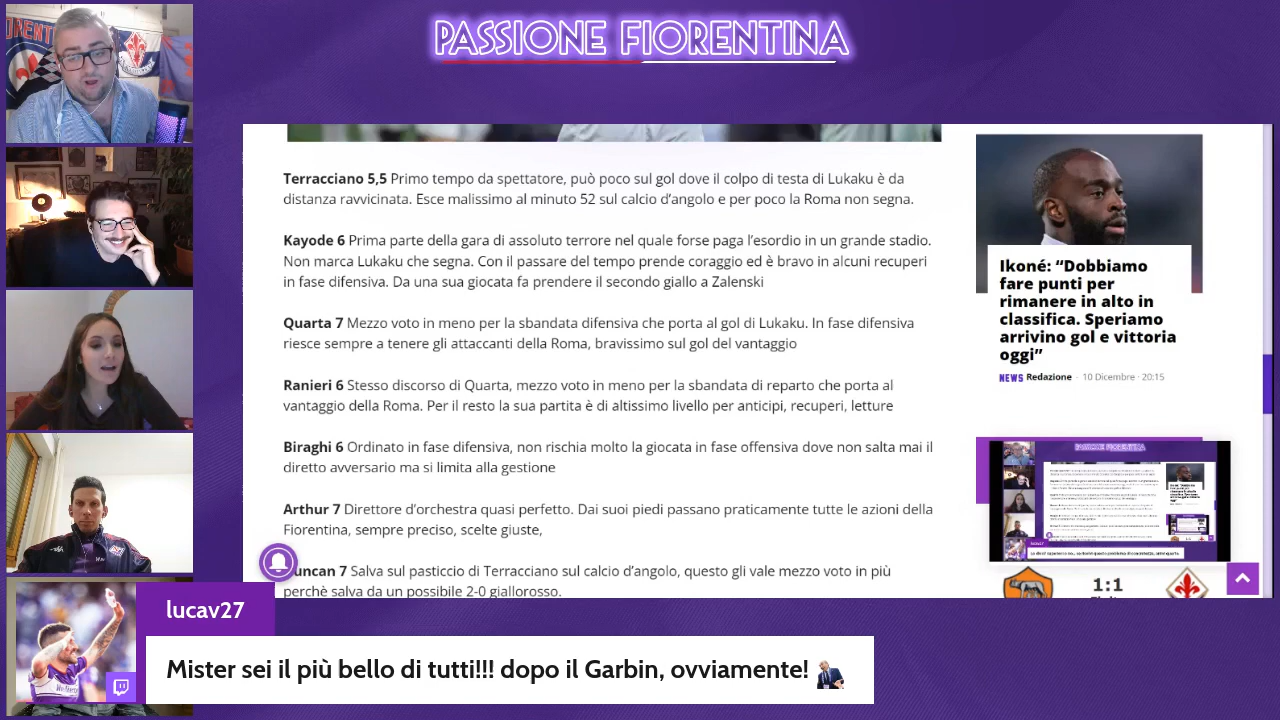 PASSIONE FIORENTINA
Terracciano 5,5 Primo tempo da spettatore, può poco sul gol dove il colpo di testa di Lukaku è da
distanza ravvicinata. Esce malissimo al minuto 52 sul calcio d'angolo e per poco la Roma non segna.
Kayode 6 Prima parte della gara di assoluto terrore nel quale forse paga l'esordio in un grande stadio.
Non marca Lukaku che segna. Con il passare del tempo prende coraggio ed è bravo in alcuni recuperi
in fase difensiva. Da una sua giocata fa prendere il secondo giallo a Zalenski
Quarta 7 Mezzo voto in meno per la sbandata difensiva che porta al gol di Lukaku. In fase difensiva
riesce sempre a tenere gli attaccanti della Roma, bravissimo sul gol del vantaggio
Ranieri 6 Stesso discorso di Quarta, mezzo voto in meno per la sbandata di reparto che porta al
vantaggio della Roma. Per il resto la sua partita è di altissimo livello per anticipi, recuperi, letture
Biraghi 6 Ordinato in fase difensiva, non rischia molto la giocata in fase offensiva dove non salta mai il
diretto avversario ma si limita alla gestione
Arthur 7 Direttore di orchestra quasi perfetto. Dai suoi piedi passano praticamente tutte le azioni della
Fiorentina, sempre preciso, scelte giuste,
uncan 7 Salva sul pasticcio di Terracciano sul calcio d'angolo, questo gli vale mezzo voto in più
perchè salva da un possibile 2-0 giallorosso.
Ikoné: “Dobbiamo
fare punti per
rimanere in alto in
classifica. Speriamo
arrivino gol e vittoria
oggi”
NEWS Redazione - 10 Dicembre · 20:15
PASSIONE FIORENTINA
1:1
lucav27
Mister sei il più bello di tutti!!! dopo il Garbin, ovviamente!